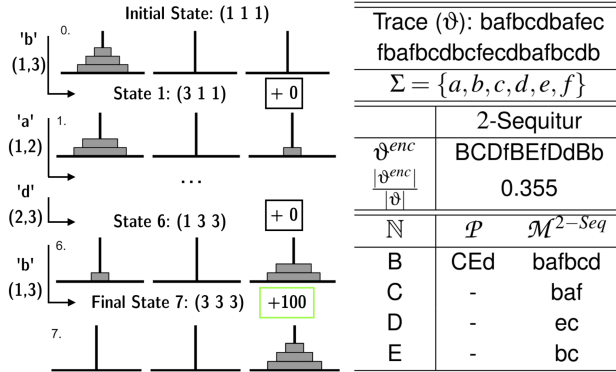 Initial State: (1 1 1)
0.
'b'
(1,3)
State 1: (3 1 1)
+ 0
1.
'a'
(1,2)
...
'd'
(2,3)
+ 0
State 6: (1 3 3)
6.
'b'
(1,3)
Final State 7: (3 3 3)
+100
7.
Trace (ϑ): bafbcdbafec
fbafbcdbcfecdbafbcdb
Σ = {a, b, c, d, e, f}
2-Sequitur
ϑ^enc BCDfBEfDdBb
|ϑ^enc| / |ϑ| 0.355
ℕ 𝒫 ℳ^2−Seq
B CEd bafbcd
C - baf
D - ec
E - bc